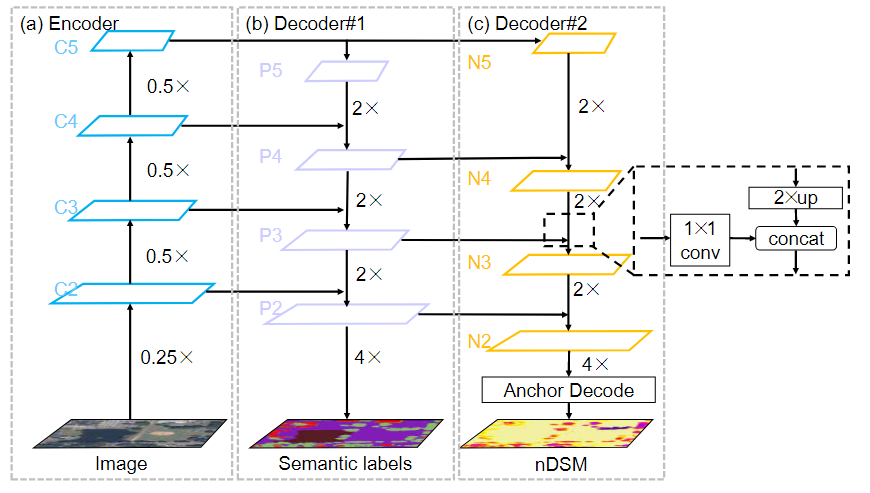 (a) Encoder
(b) Decoder#1
(c) Decoder#2
C5
P5
N5
0.5×
2×
2×
C4
P4
N4
0.5×
2×
2×
2×up
C3
P3
1×1
conv
concat
N3
0.5×
2×
2×
C2
P2
N2
0.25×
4×
4×
Anchor Decode
Image
Semantic labels
nDSM